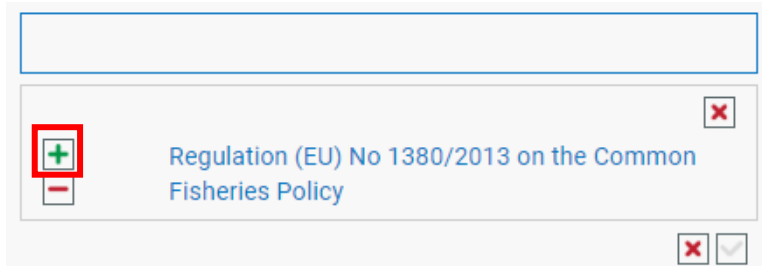 Regulation (EU) No 1380/2013 on the Common
Fisheries Policy